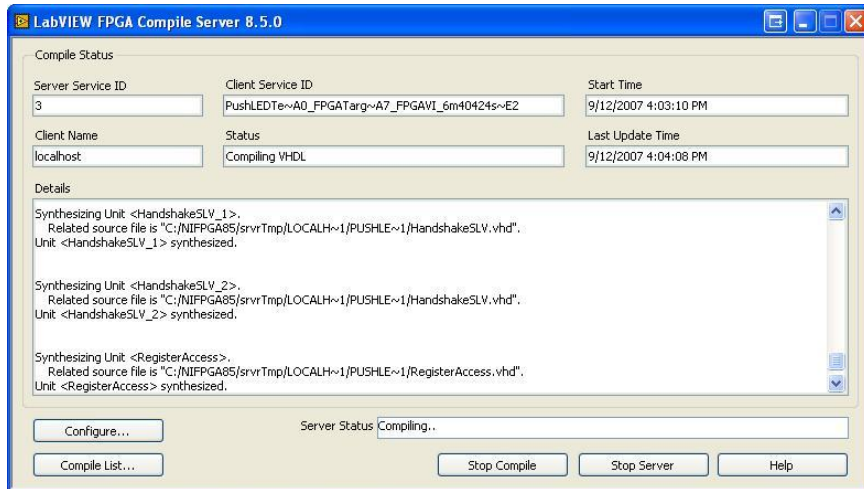 LabVIEW FPGA Compile Server 8.5.0
Compile Status
Server Service ID
Client Service ID
Start Time
3
PushLEDTe~A0_FPGATarg~A7_FPGAVI_6m40424s~E2
9/12/2007 4:03:10 PM
Client Name
Status
Last Update Time
localhost
Compiling VHDL
9/12/2007 4:04:08 PM
Details
Synthesizing Unit <HandshakeSLV_1>.
Related source file is "C:/NIFPGA85/srvrTmp/LOCALH~1/PUSHLE~1/HandshakeSLV.vhd".
Unit <HandshakeSLV_1> synthesized.
Synthesizing Unit <HandshakeSLV_2>.
Related source file is "C:/NIFPGA85/srvrTmp/LOCALH~1/PUSHLE~1/HandshakeSLV.vhd".
Unit <HandshakeSLV_2> synthesized.
Synthesizing Unit <RegisterAccess>.
Related source file is "C:/NIFPGA85/srvrTmp/LOCALH~1/PUSHLE~1/RegisterAccess.vhd".
Unit <RegisterAccess> synthesized.
Configure...
Server Status Compiling..
Compile List...
Stop Compile
Stop Server
Help